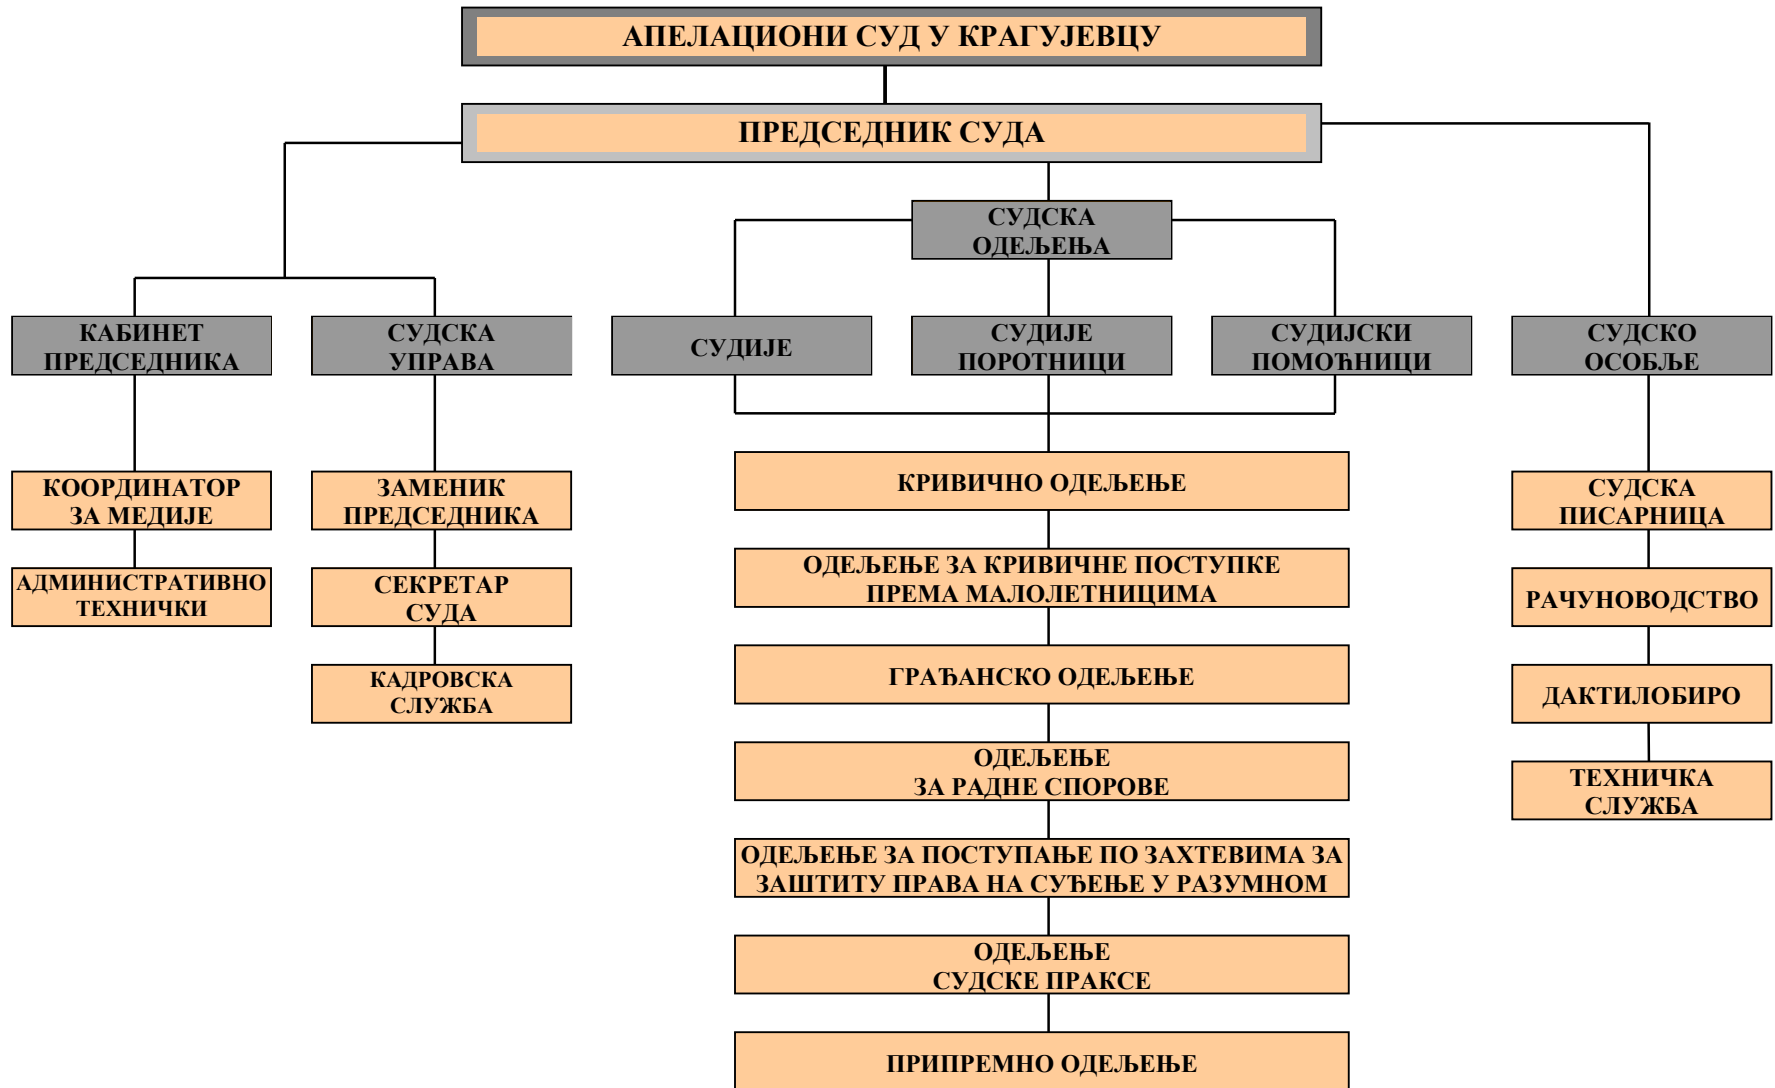 АПЕЛАЦИОНИ СУД У КРАГУЈЕВЦУ
ПРЕДСЕДНИК СУДА
СУДСКА
ОДЕЉЕЊА
КАБИНЕТ
ПРЕДСЕДНИКА
СУДСКА
УПРАВА
СУДИЈЕ
СУДИЈЕ
ПОРОТНИЦИ
СУДИЈСКИ
ПОМОЋНИЦИ
СУДСКО
ОСОБЉЕ
КООРДИНАТОР
ЗА МЕДИЈЕ
АДМИНИСТРАТИВНО
ТЕХНИЧКИ
ЗАМЕНИК
ПРЕДСЕДНИКА
СЕКРЕТАР
СУДА
КАДРОВСКА
СЛУЖБА
КРИВИЧНО ОДЕЉЕЊЕ
ОДЕЉЕЊЕ ЗА КРИВИЧНЕ ПОСТУПКЕ
ПРЕМА МАЛОЛЕТНИЦИМА
ГРАЂАНСКО ОДЕЉЕЊЕ
ОДЕЉЕЊЕ
ЗА РАДНЕ СПОРОВЕ
ОДЕЉЕЊЕ ЗА ПОСТУПАЊЕ ПО ЗАХТЕВИМА ЗА
ЗАШТИТУ ПРАВА НА СУЂЕЊЕ У РАЗУМНОМ
ОДЕЉЕЊЕ
СУДСКЕ ПРАКСЕ
ПРИПРЕМНО ОДЕЉЕЊЕ
СУДСКА
ПИСАРНИЦА
РАЧУНОВОДСТВО
ДАКТИЛОБИРО
ТЕХНИЧКА
СЛУЖБА